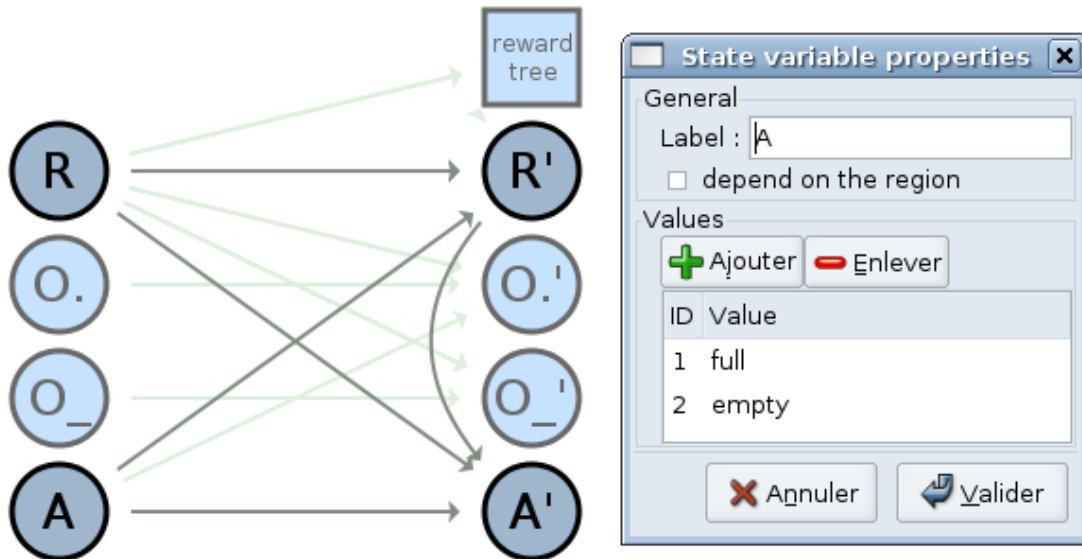 reward
tree
R
R'
O.
O.'
O_
O_'
A
A'
State variable properties
General
Label : A
depend on the region
Values
Ajouter Enlever
ID Value
1 full
2 empty
Annuler Valider